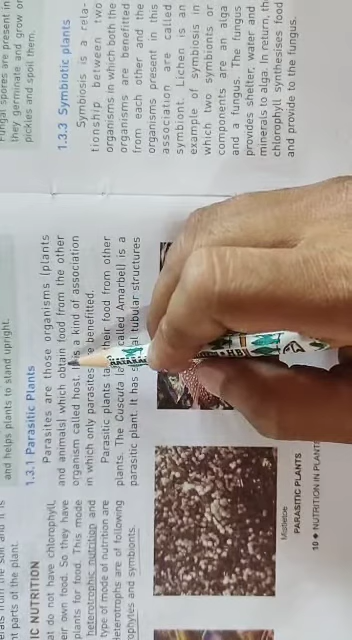 and helps plants to stand upright.
1.3.1 Parasitic Plants
Parasites are those organisms (plants
and animals) which obtain food from the other
organism called host. is a kind of association
in which only parasites benefitted.
Parasitic plants their food from other
plants. The Cuscuta called Amarbell) is a
parasitic plant. It has tubular structures
Mistletoe
PARASITIC PLANTS
10 ◆ NUTRITION IN PLANT
Fungal spores are present in
they germinate and grow on
pickles and spoil them.
1.3.3 Symbiotic plants
Symbiosis is a rela-
tionship between two
organisms in which both the
organisms are benefitted
from each other and the
organisms present in this
association are called
symbiont. Lichen is an
example of symbiosis in
which two symbionts or
components are an alga
and a fungus. The fungus
provides shelter, water and
minerals to alga. In return, the
chlorophyll synthesises food
and provide to the fungus.
and it is
nt parts of the plant.
IC NUTRITION
at do not have chlorophyll,
eir own food. So they have
plants for food. This mode
heterotrophic nutrition and
type of mode of nutrition are
eterotrophs are of following
ophytes and symbionts.